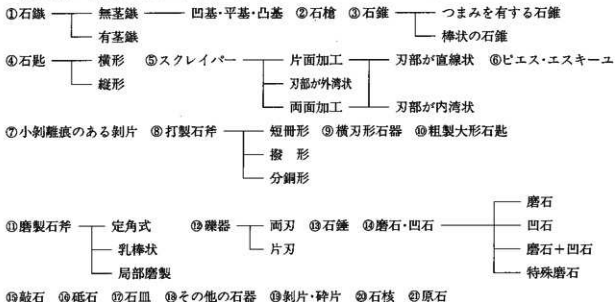 ①石鏃 無茎鏃 凹基・平基・凸基 ②石槍 ③石錐 つまみを有する石錐
有茎鏃 棒状の石錐
④石匙 横形 ⑤スクレイパー 片面加工 刃部が直線状 ⑥ピエス・エスキーユ
縦形 刃部が外湾状
両面加工 刃部が内湾状
⑦小剝離痕のある剝片 ⑧打製石斧 短冊形 ⑨横刃形石器 ⑩粗製大形石匙
撥形
分銅形
磨石
⑪磨製石斧 定角式 ⑫礫器 両刃 ⑬石錘 ⑭磨石・凹石 凹石
乳棒状 片刃 磨石+凹石
局部磨製 特殊磨石
⑮敲石 ⑯砥石 ⑰石皿 ⑱その他の石器 ⑲剝片・砕片 ⑳石核 ㉑原石